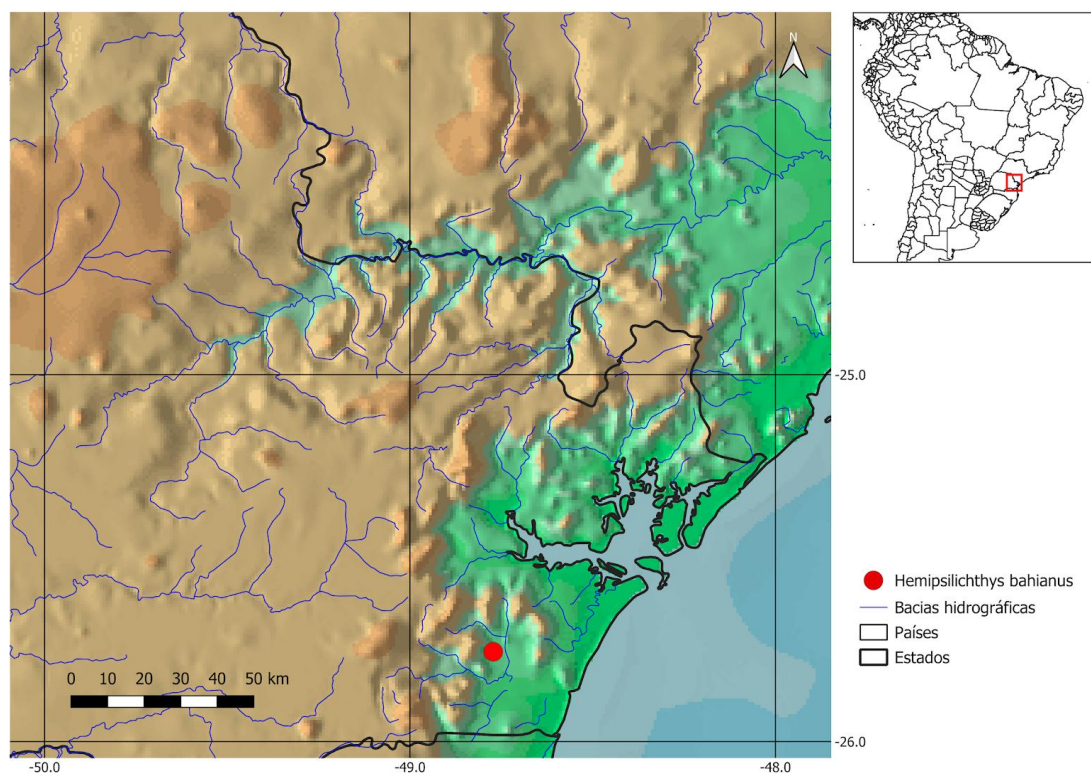 N
-25.0
-26.0
0 10 20 30 40 50 km
-50.0 -49.0 -48.0
Hemipsilichthys bahianus
Bacias hidrográficas
Países
Estados